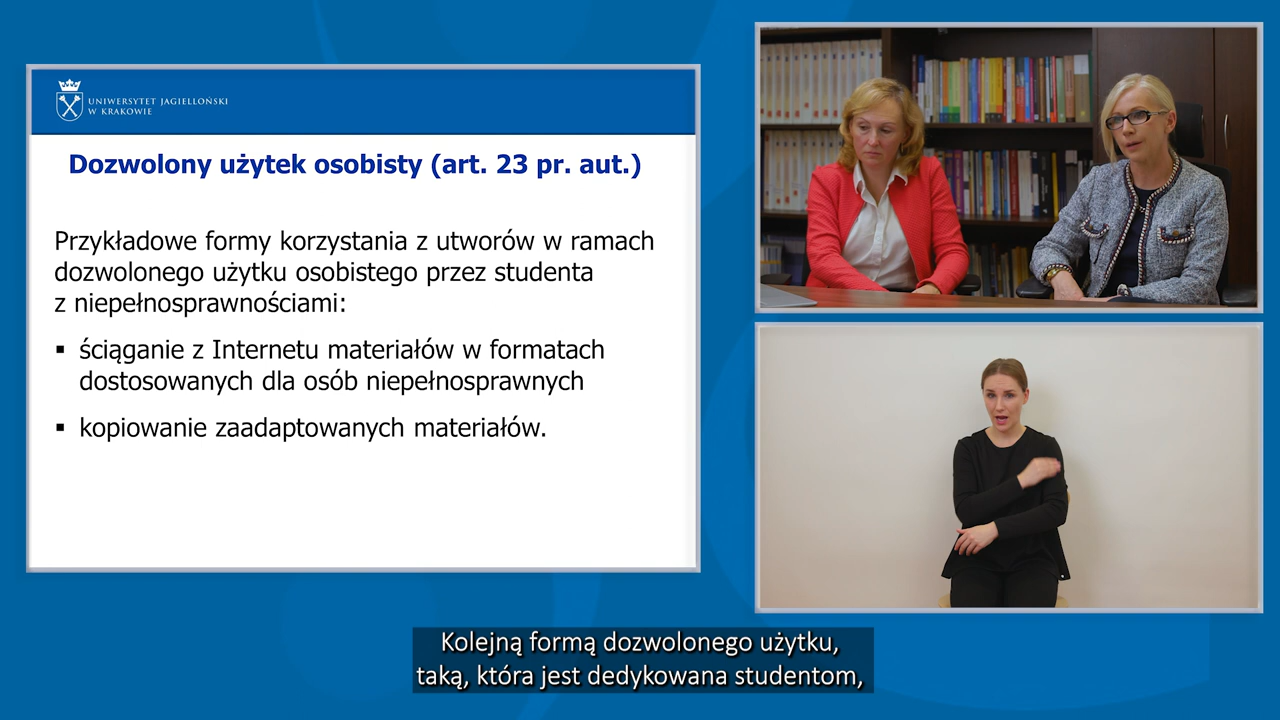 UNIWERSYTET JAGIELLOŃSKI
W KRAKOWIE
Dozwolony użytek osobisty (art. 23 pr. aut.)
Przykładowe formy korzystania z utworów w ramach
dozwolonego użytku osobistego przez studenta
z niepełnosprawnościami:
▪ ściąganie z Internetu materiałów w formatach
dostosowanych dla osób niepełnosprawnych
▪ kopiowanie zaadaptowanych materiałów.
Kolejną formą dozwolonego użytku,
taką, która jest dedykowana studentom,